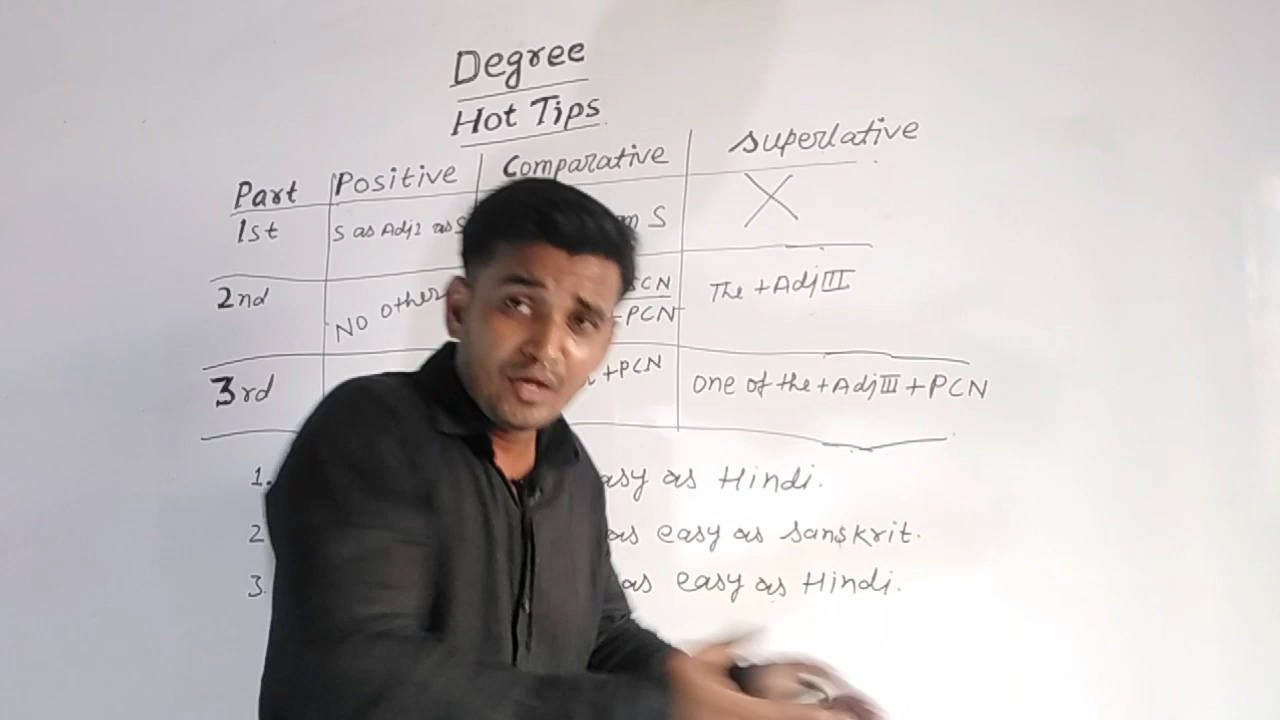 Degree
Hot Tips
Part Positive Comparative Superlative
1st S as Adj1 as S S X
2nd No other SCN PCN The + Adj III
3rd + PCN One of the + Adj III + PCN
1. as Hindi.
2 as easy as Sanskrit.
3. as easy as Hindi.